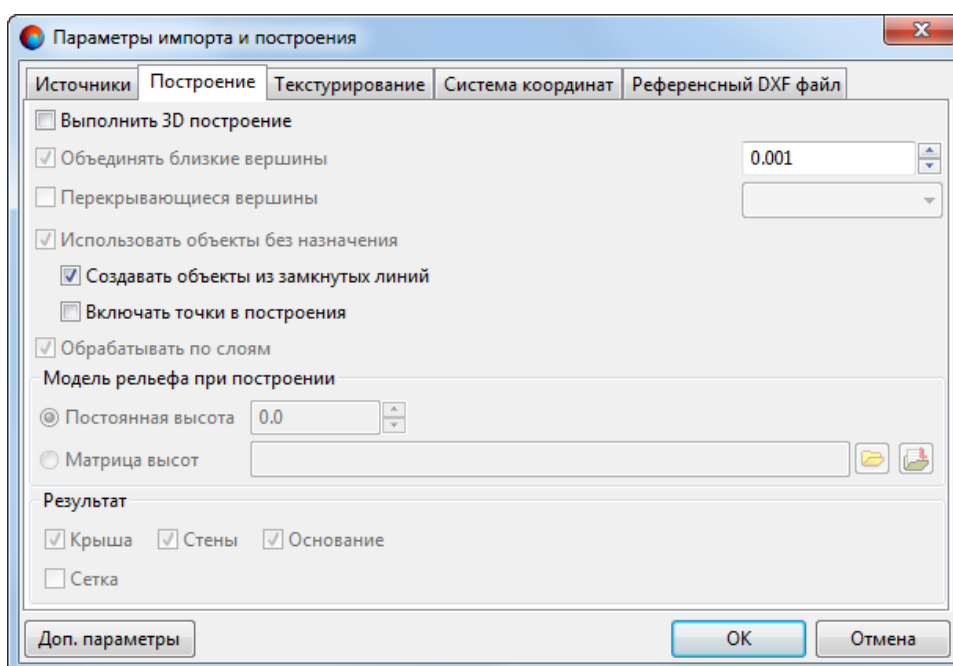 Параметры импорта и построения
Источники Построение Текстурирование Система координат Референсный DXF файл
Выполнить 3D построение
Объединять близкие вершины 0.001
Перекрывающиеся вершины
Использовать объекты без назначения
Создавать объекты из замкнутых линий
Включать точки в построения
Обрабатывать по слоям
Модель рельефа при построении
Постоянная высота 0.0
Матрица высот
Результат
Крыша Стены Основание
Сетка
Доп. параметры OK Отмена